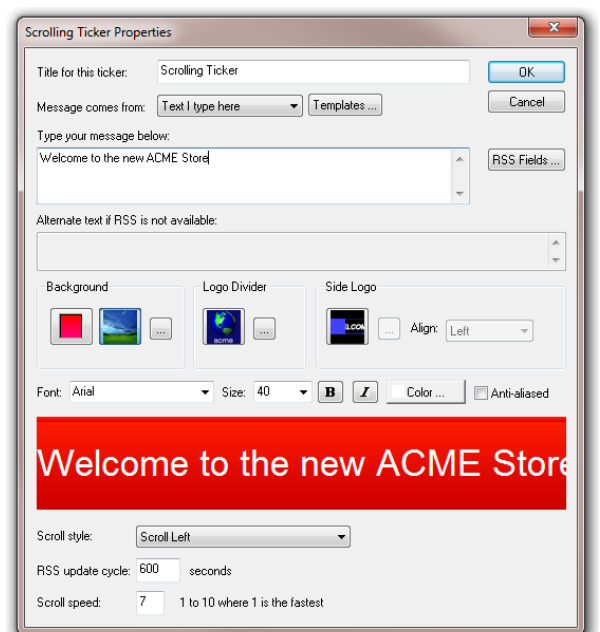 Scrolling Ticker Properties
Title for this ticker: Scrolling Ticker OK
Message comes from: Text I type here Templates ... Cancel
Type your message below:
Welcome to the new ACME Store RSS Fields ...
Alternate text if RSS is not available:
Background Logo Divider Side Logo
... acme ... ... Align: Left
Font: Arial Size: 40 B I Color ... Anti-aliased
Welcome to the new ACME Store
Scroll style: Scroll Left
RSS update cycle: 600 seconds
Scroll speed: 7 1 to 10 where 1 is the fastest